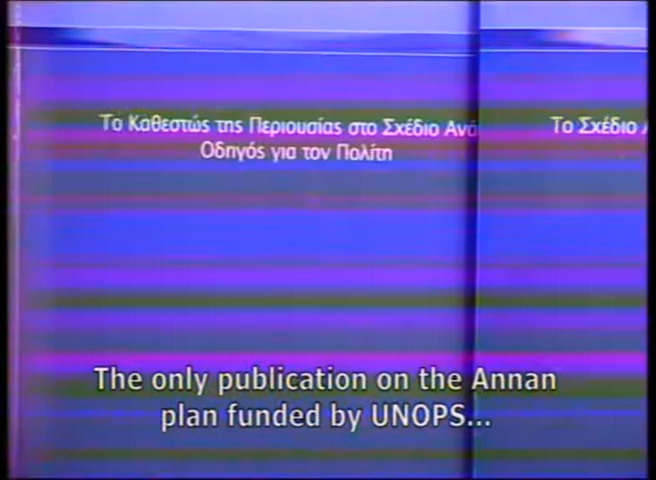 Το Καθεστώς της Περιουσίας στο Σχέδιο
Οδηγός για τον Πολίτη
Το Σχέδιο
The only publication on the Annan
plan funded by UNOPS...